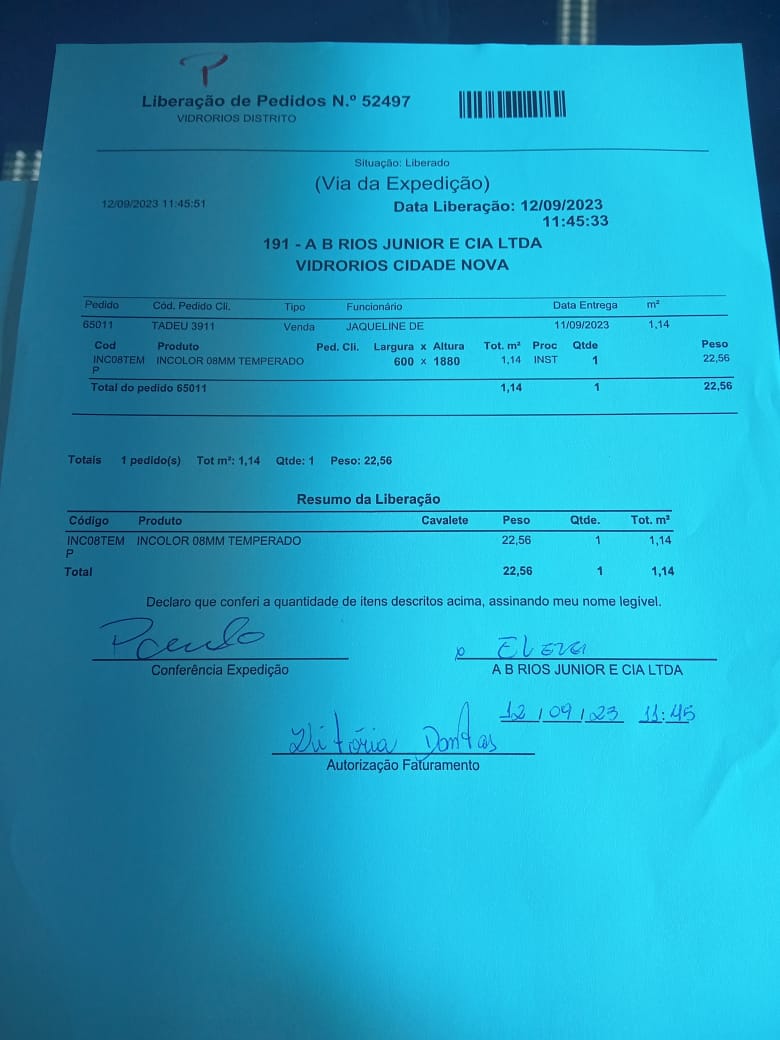 P
Liberação de Pedidos N.º 52497
VIDRORIOS DISTRITO
Situação: Liberado
(Via da Expedição)
12/09/2023 11:45:51
Data Liberação: 12/09/2023
11:45:33
191 - A B RIOS JUNIOR E CIA LTDA
VIDRORIOS CIDADE NOVA
Pedido Cód. Pedido Cli. Tipo Funcionário Data Entrega m²
65011 TADEU 3911 Venda JAQUELINE DE 11/09/2023 1,14
Cod Produto Ped. Cli. Largura x Altura Tot. m² Proc Qtde Peso
INC08TEM INCOLOR 08MM TEMPERADO 600 x 1880 1,14 INST 1 22,56
P
Total do pedido 65011 1,14 1 22,56
Totais 1 pedido(s) Tot m²: 1,14 Qtde: 1 Peso: 22,56
Resumo da Liberação
Código Produto Cavalete Peso Qtde. Tot. m²
INC08TEM INCOLOR 08MM TEMPERADO 22,56 1 1,14
P
Total 22,56 1 1,14
Declaro que conferi a quantidade de itens descritos acima, assinando meu nome legível.
Conferência Expedição
A B RIOS JUNIOR E CIA LTDA
12/09/23 11:45
Vitória Dantas
Autorização Faturamento